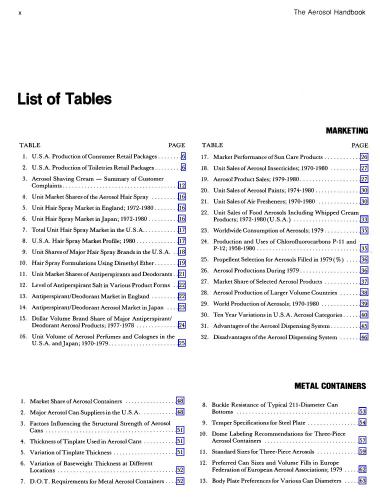 x
The Aerosol Handbook
List of Tables
MARKETING
TABLE PAGE
1. U.S.A. Production of Consumer Retail Packages 6
2. U.S.A. Production of Toiletries Retail Packages 6
3. Aerosol Shaving Cream — Summary of Customer
Complaints 12
4. Unit Market Shares of the Aerosol Hair Spray 16
5. Unit Hair Spray Market in England; 1972-1980 16
6. Unit Hair Spray Market in Japan; 1972-1980 16
7. Total Unit Hair Spray Market in the U.S.A. 17
8. U.S.A. Hair Spray Market Profile; 1980 17
9. Unit Shares of Major Hair Spray Brands in the U.S.A. 18
10. Hair Spray Formulations Using Dimethyl Ether 19
11. Unit Market Shares of Antiperspirants and Deodorants 21
12. Level of Antiperspirant Salt in Various Product Forms 22
13. Antiperspirant/Deodorant Market in England 22
14. Antiperspirant/Deodorant Aerosol Market in Japan 23
15. Dollar Volume Brand Share of Major Antiperspirant/
Deodorant Aerosol Products; 1977-1978 24
16. Unit Volume of Aerosol Perfumes and Colognes in the
U.S.A. and Japan; 1970-1979 25
TABLE PAGE
17. Market Performance of Sun Care Products 26
18. Unit Sales of Aerosol Insecticides; 1970-1980 27
19. Aerosol Product Sales; 1979-1980 27
20. Unit Sales of Aerosol Paints; 1974-1980 30
21. Unit Sales of Air Fresheners; 1970-1980 30
22. Unit Sales of Food Aerosols Including Whipped Cream
Products; 1972-1980 (U.S.A.) 33
23. Worldwide Consumption of Aerosols; 1979 35
24. Production and Uses of Chlorofluorocarbons P-11 and
P-12; 1958-1980 35
25. Propellent Selection for Aerosols Filled in 1979 (%) 36
26. Aerosol Productions During 1979 36
27. Market Share of Selected Aerosol Products 37
28. Aerosol Production of Larger Volume Countries 38
29. World Production of Aerosols, 1970-1980 39
30. Ten Year Variations in U.S.A. Aerosol Categories 40
31. Advantages of the Aerosol Dispensing System 45
32. Disadvantages of the Aerosol Dispensing System 46
METAL CONTAINERS
1. Market Share of Aerosol Containers 48
2. Major Aerosol Can Suppliers in the U.S.A. 48
3. Factors Influencing the Structural Strength of Aerosol
Cans 51
4. Thickness of Tinplate Used in Aerosol Cans 51
5. Variation of Tinplate Thickness 51
6. Variation of Baseweight Thickness at Different
Locations 52
7. D.O.T. Requirements for Metal Aerosol Containers 52
8. Buckle Resistance of Typical 211-Diameter Can
Bottoms 53
9. Temper Specifications for Steel Plate 54
10. Dome Labeling Recommendations for Three-Piece
Aerosol Containers 57
11. Standard Sizes for Three-Piece Aerosols 59
12. Preferred Can Sizes and Volume Fills in Europe
Federation of European Aerosol Associations, 1979 62
13. Body Plate Preferences for Various Can Diameters 63